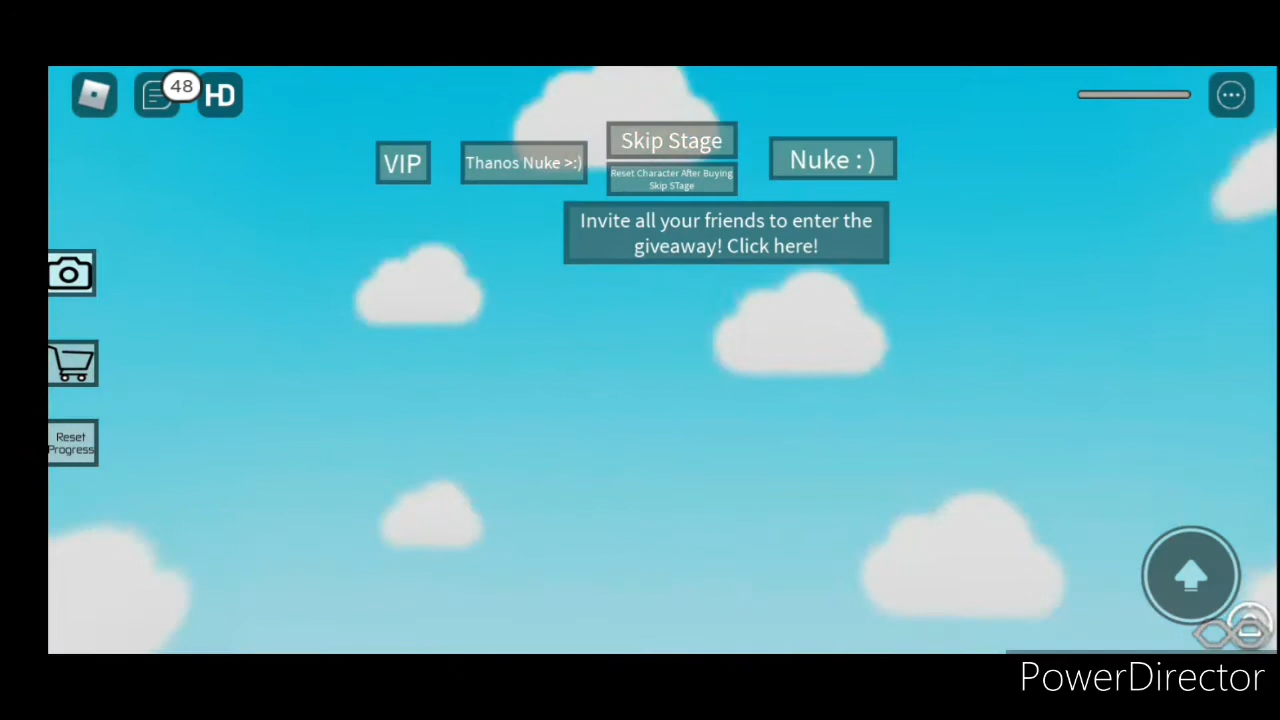 48
HD
VIP
Thanos Nuke >:)
Skip Stage
Reset Character After Buying
Skip STage
Nuke : )
Invite all your friends to enter the
giveaway! Click here!
Reset
Progress
PowerDirector